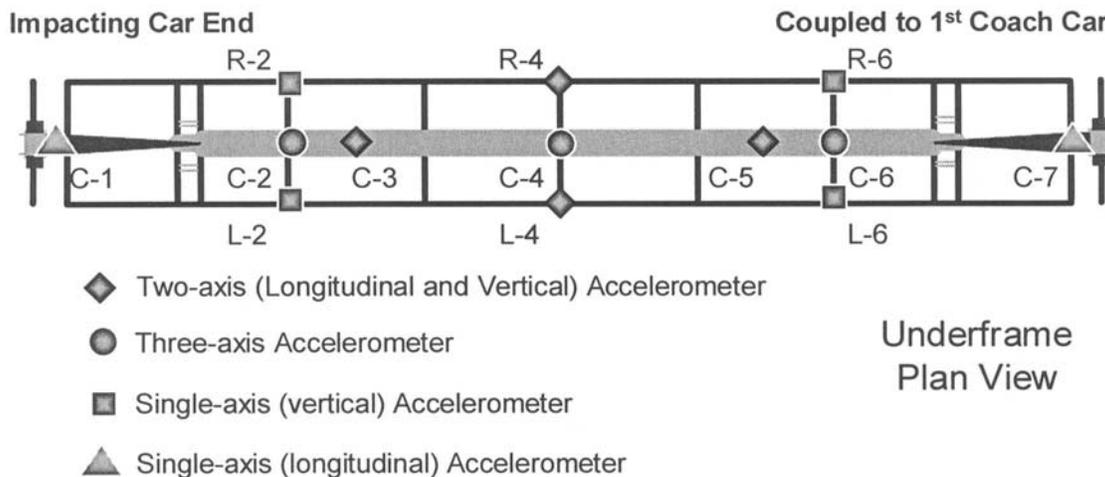 Impacting Car End
Coupled to 1st Coach Car
R-2
R-4
R-6
C-1
C-2
C-3
C-4
C-5
C-6
C-7
L-2
L-4
L-6
Two-axis (Longitudinal and Vertical) Accelerometer
Three-axis Accelerometer
Single-axis (vertical) Accelerometer
Single-axis (longitudinal) Accelerometer
Underframe
Plan View